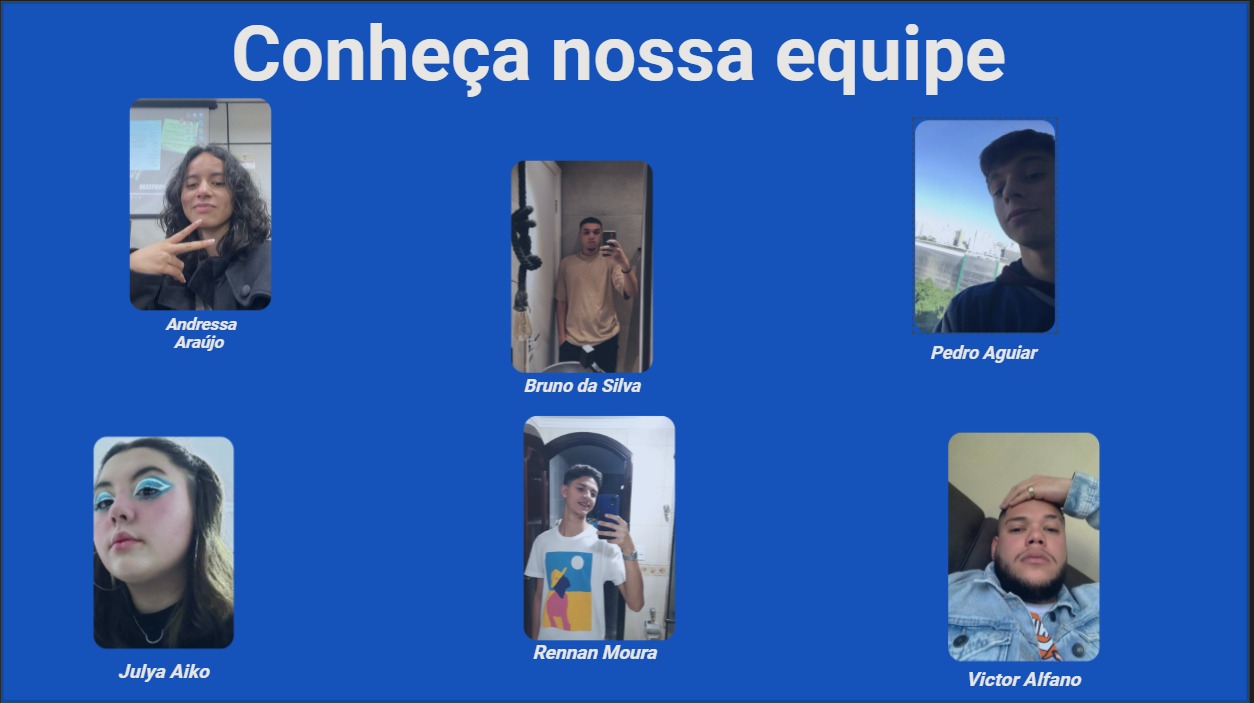 Conheça nossa equipe
Andressa
Araújo
Bruno da Silva
Pedro Aguiar
Julya Aiko
Rennan Moura
Victor Alfano